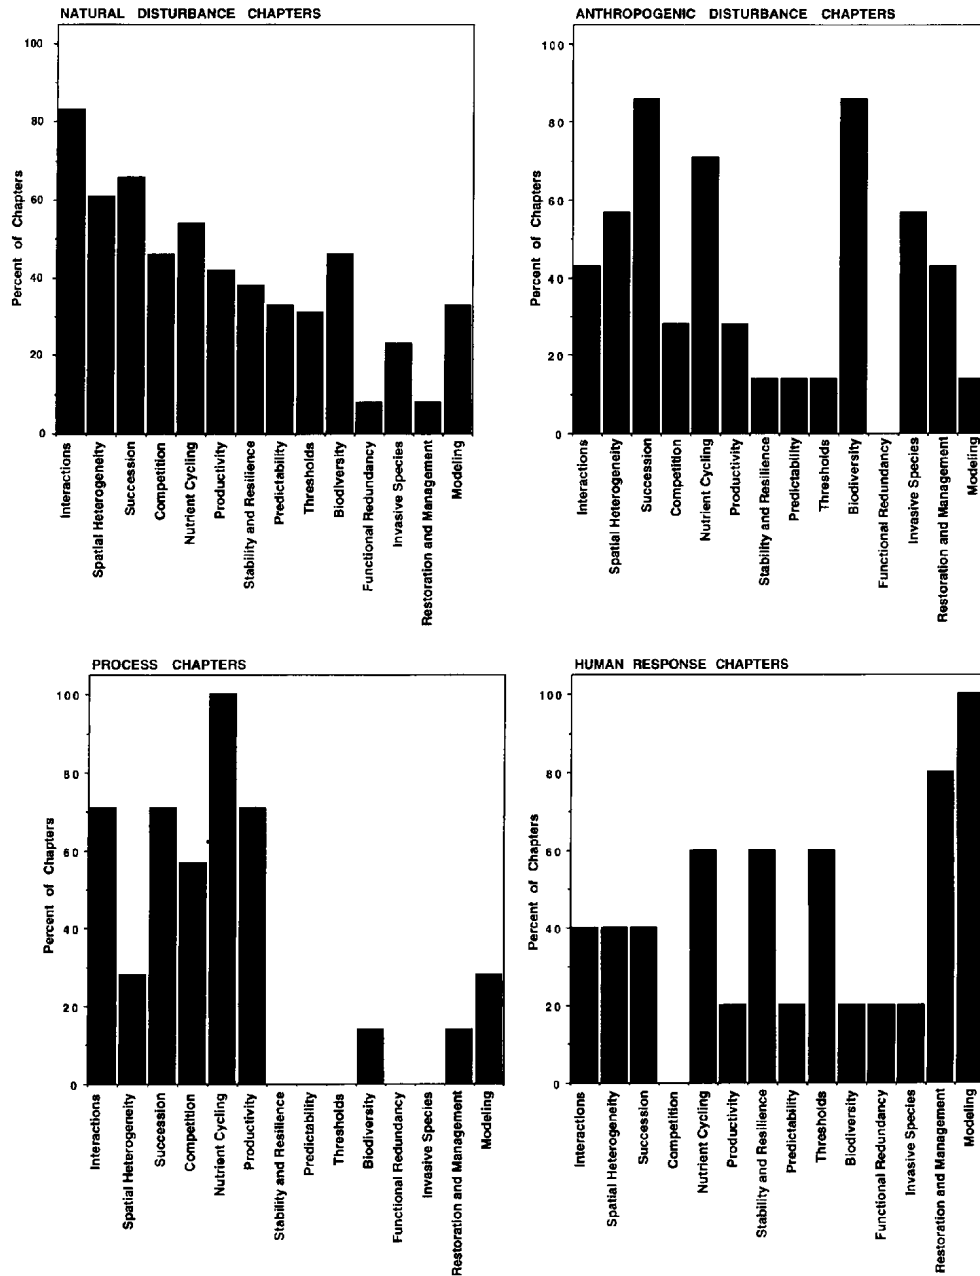 NATURAL DISTURBANCE CHAPTERS
100
80
60
40
20
0
Percent of Chapters
Interactions
Spatial Heterogeneity
Succession
Competition
Nutrient Cycling
Productivity
Stability and Resilience
Predictability
Thresholds
Biodiversity
Functional Redundancy
Invasive Species
Restoration and Management
Modeling
ANTHROPOGENIC DISTURBANCE CHAPTERS
100
80
60
40
20
0
Percent of Chapters
Interactions
Spatial Heterogeneity
Succession
Competition
Nutrient Cycling
Productivity
Stability and Resilience
Predictability
Thresholds
Biodiversity
Functional Redundancy
Invasive Species
Restoration and Management
Modeling
PROCESS CHAPTERS
100
80
60
40
20
0
Percent of Chapters
Interactions
Spatial Heterogeneity
Succession
Competition
Nutrient Cycling
Productivity
Stability and Resilience
Predictability
Thresholds
Biodiversity
Functional Redundancy
Invasive Species
Restoration and Management
Modeling
HUMAN RESPONSE CHAPTERS
100
80
60
40
20
0
Percent of Chapters
Interactions
Spatial Heterogeneity
Succession
Competition
Nutrient Cycling
Productivity
Stability and Resilience
Predictability
Thresholds
Biodiversity
Functional Redundancy
Invasive Species
Restoration and Management
Modeling